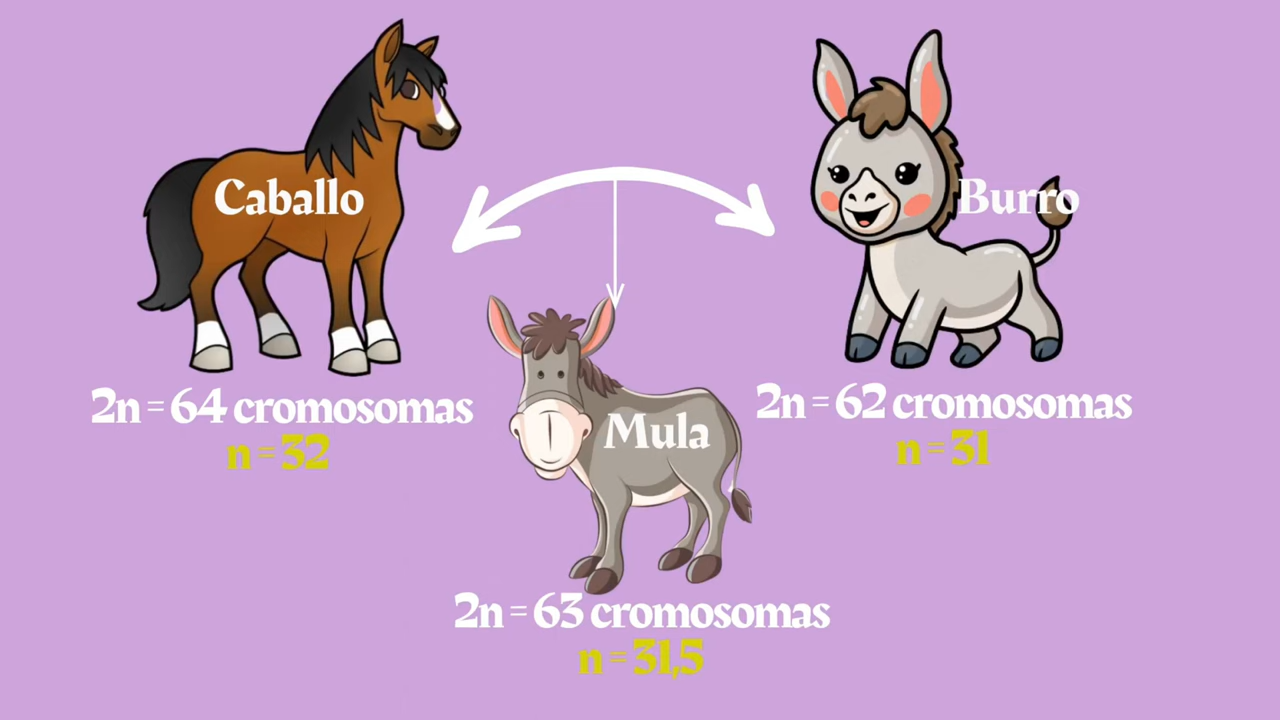 Caballo
Burro
2n = 64 cromosomas
n = 32
2n = 62 cromosomas
n = 31
Mula
2n = 63 cromosomas
n = 31,5